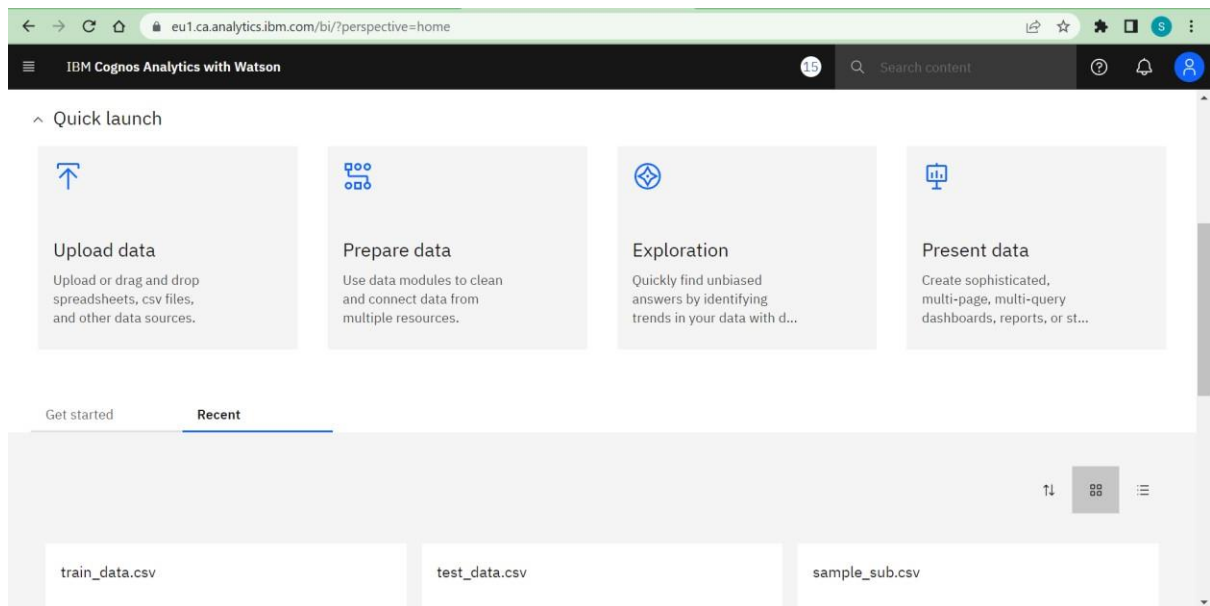 eu1.ca.analytics.ibm.com/bi/?perspective=home
S
IBM Cognos Analytics with Watson
15
Search content
Quick launch
Upload data
Upload or drag and drop
spreadsheets, csv files,
and other data sources.
Prepare data
Use data modules to clean
and connect data from
multiple resources.
Exploration
Quickly find unbiased
answers by identifying
trends in your data with d...
Present data
Create sophisticated,
multi-page, multi-query
dashboards, reports, or st...
Get started
Recent
train_data.csv
test_data.csv
sample_sub.csv